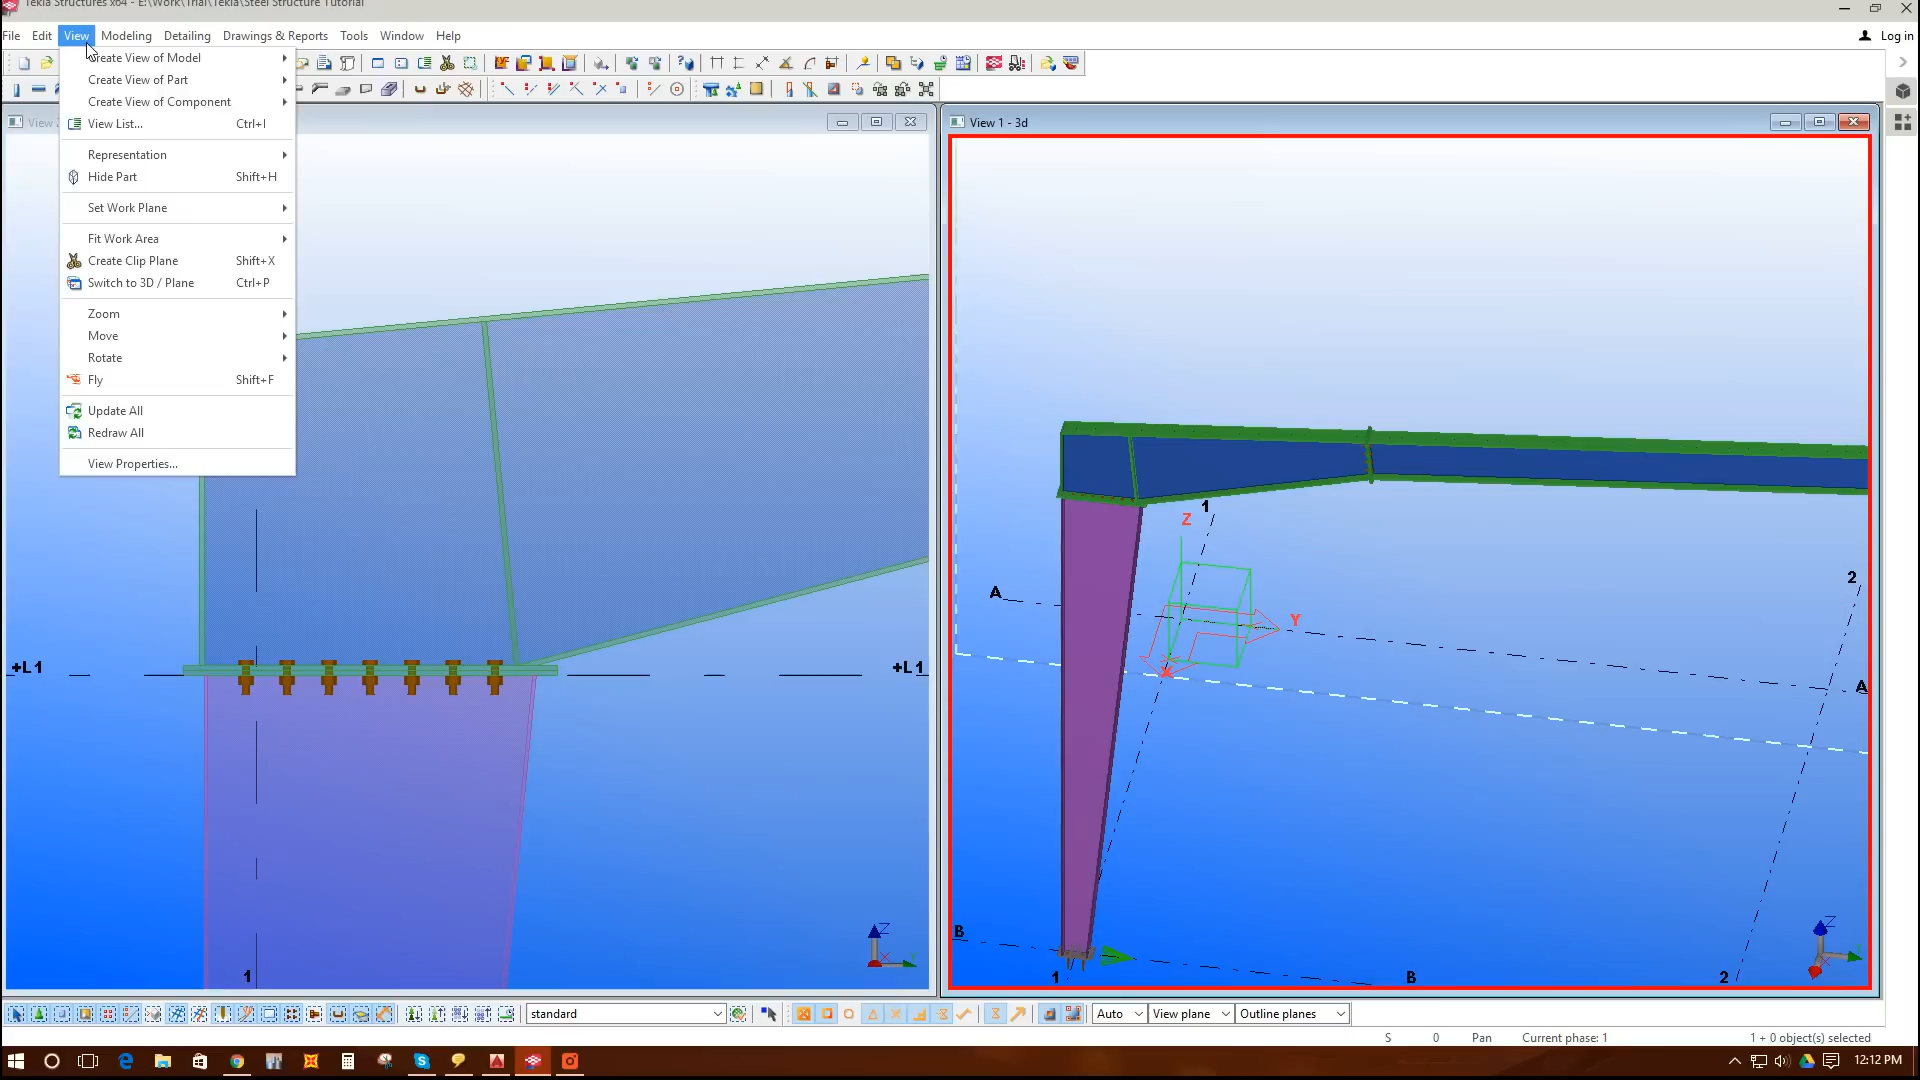 Tekla Structures x64 - E:\Work\Trial\Tekla\Steel Structure Tutorial
File Edit View Modeling Detailing Drawings & Reports Tools Window Help
Log in
Create View of Model
Create View of Part
Create View of Component
View List... Ctrl+I
Representation
Hide Part Shift+H
Set Work Plane
Fit Work Area
Create Clip Plane Shift+X
Switch to 3D / Plane Ctrl+P
Zoom
Move
Rotate
Fly Shift+F
Update All
Redraw All
View Properties...
View
+L1 +L1
1
Z
View 1 - 3d
1
Z
2
A
Y
X
A
B
1 B 2
Z
standard
Auto View plane Outline planes
S 0 Pan Current phase: 1 1 + 0 object(s) selected
12:12 PM